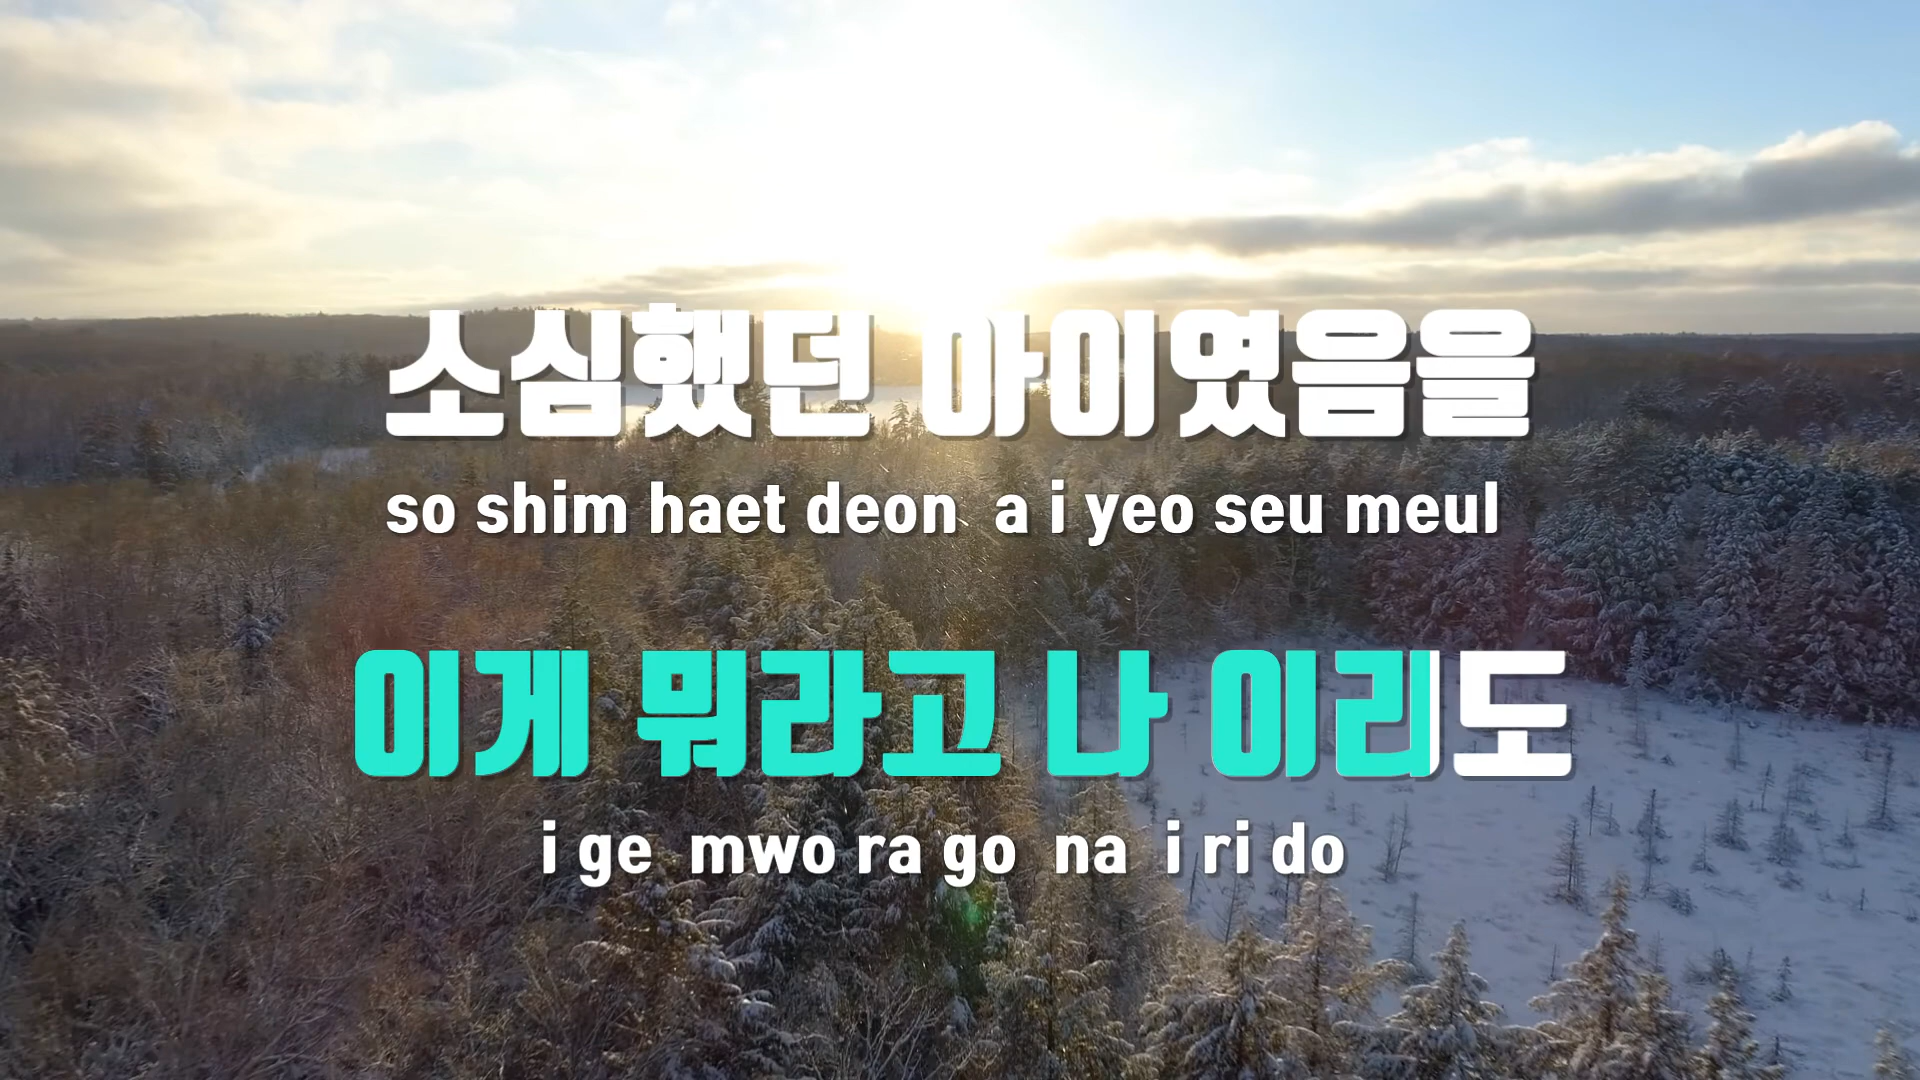 소심했던 아이였음을
so shim haet deon a i yeo seu meul
이게 뭐라고 나 이리도
i ge mwo ra go na i ri do